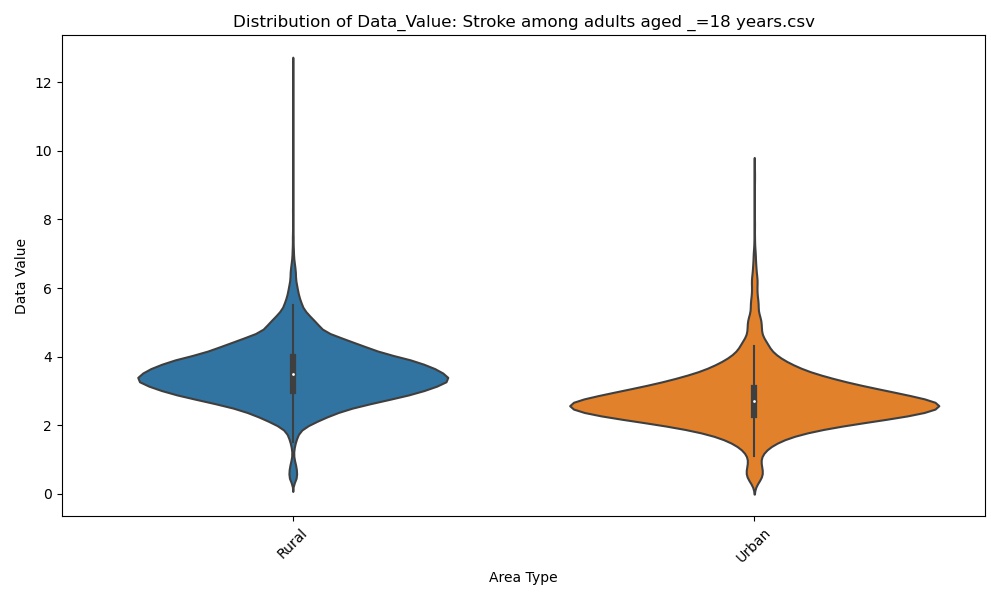 Distribution of Data_Value: Stroke among adults aged _=18 years.csv
Data Value
12
10
8
6
4
2
0
Rural
Urban
Area Type